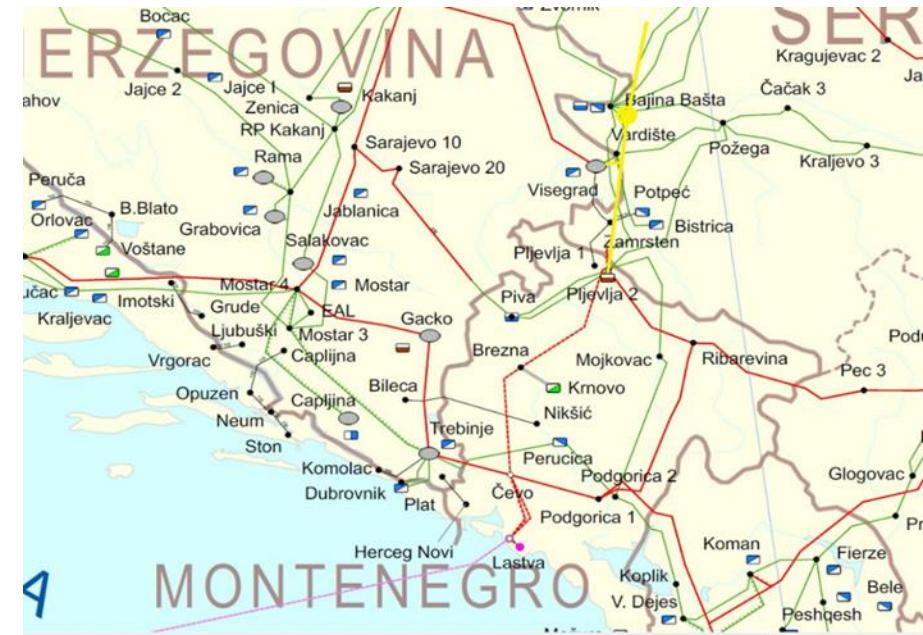 Zvornik
SER
Bocac
ERZEGOVINA
Kragujevac 2
Jajce 2
Jajce I
Kakanj
Zenica
Bajina Bašta
Čačak 3
RP Kakanj
Vardište
Požega
Sarajevo 10
Kraljevo 3
Rama
Sarajevo 20
Peruča
Visegrad
Potpeć
B.Blato
Jablanica
Orlovac
Grabovica
Bistrica
Voštane
Salakovac
Zamrsten
Pljevlja 1
Mostar 4
Mostar
Piva
Pljevlja 2
Imotski
Grude
EAL
Kraljevac
Gacko
Ljubuški
Mostar 3
Brezna
Vrgorac
Caplijna
Mojkovac
Ribarevina
Bileca
Krnovo
Pec 3
Opuzen
Capljina
Nikšić
Neum
Trebinje
Ston
Perucica
Komolac
Podgorica 2
Glogovac
Dubrovnik
Plat
Čevo
Podgorica 1
Herceg Novi
Koman
Fierze
Lastva
MONTENEGRO
Koplik
Bele
V. Dejes
Peshqesh